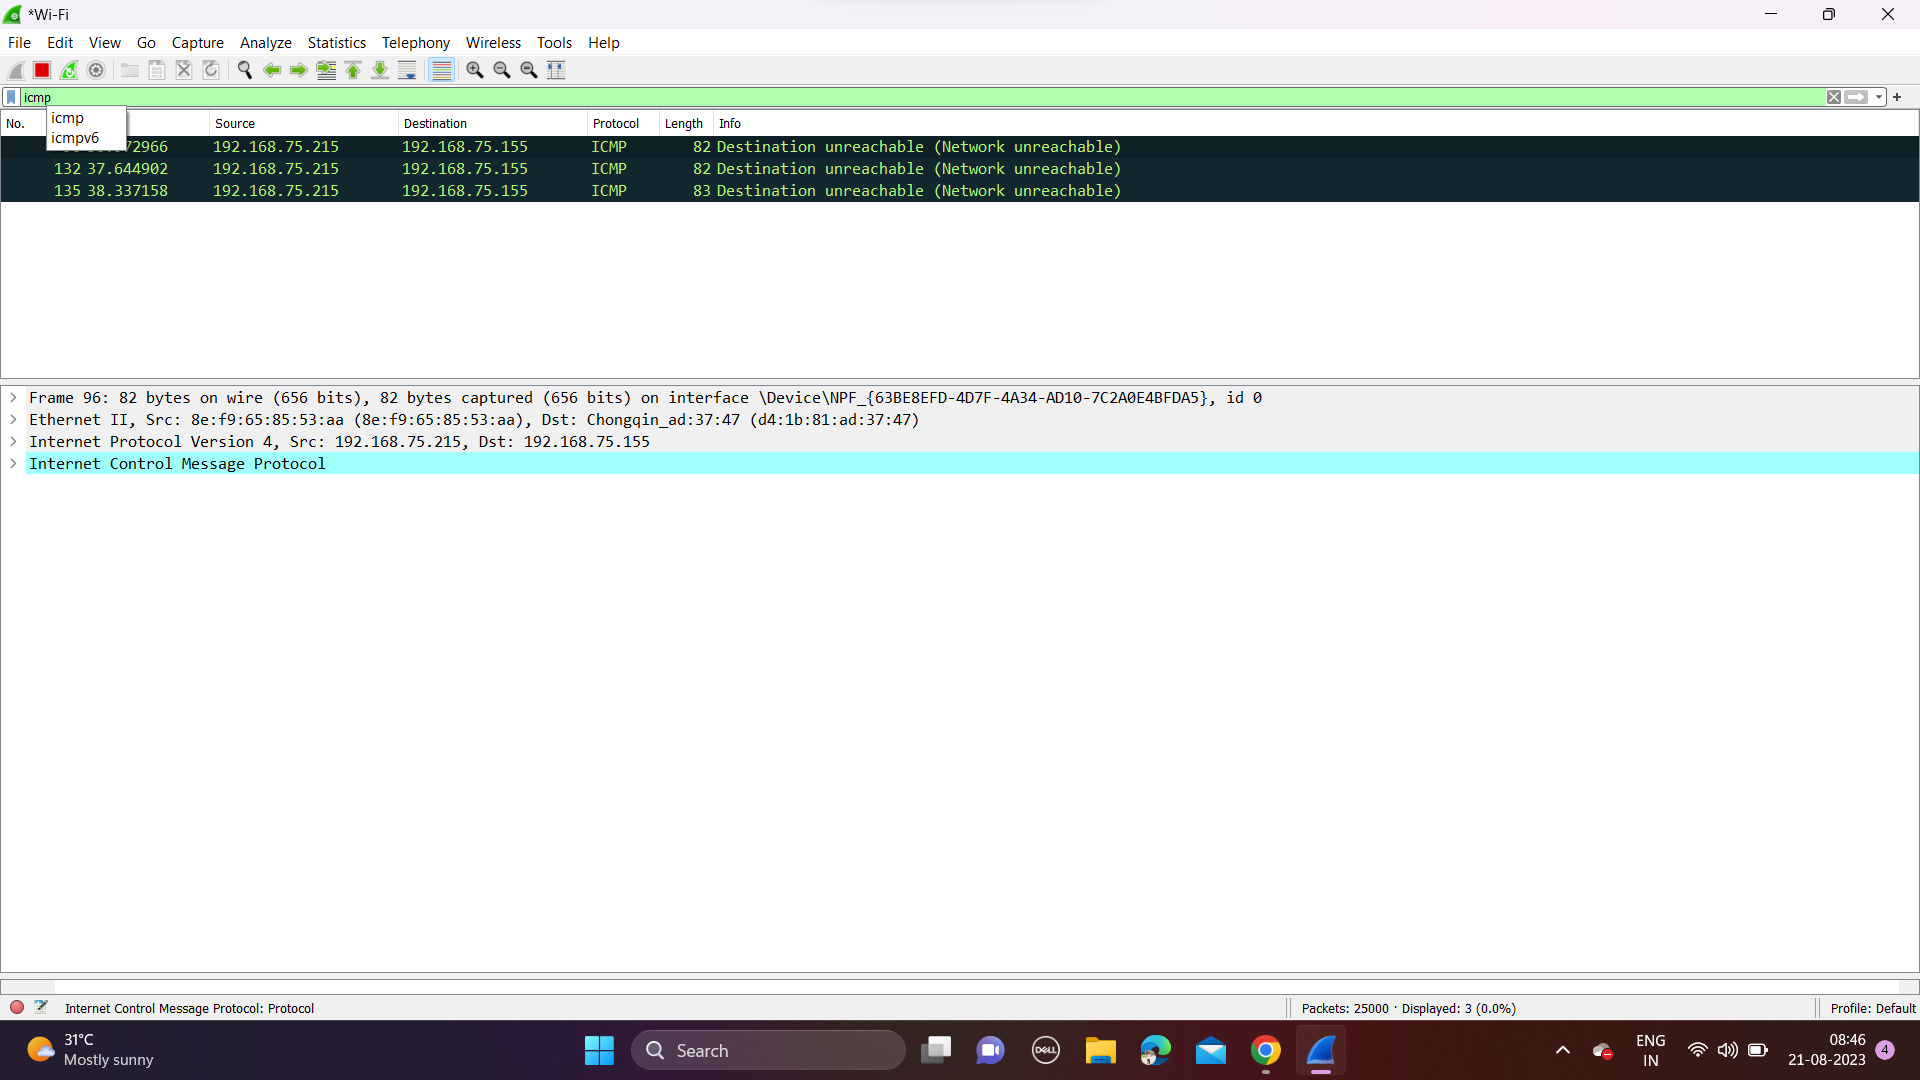 *Wi-Fi
File Edit View Go Capture Analyze Statistics Telephony Wireless Tools Help
icmp
icmp
icmpv6
No. Source Destination Protocol Length Info
72966 192.168.75.215 192.168.75.155 ICMP 82 Destination unreachable (Network unreachable)
132 37.644902 192.168.75.215 192.168.75.155 ICMP 82 Destination unreachable (Network unreachable)
135 38.337158 192.168.75.215 192.168.75.155 ICMP 83 Destination unreachable (Network unreachable)
Frame 96: 82 bytes on wire (656 bits), 82 bytes captured (656 bits) on interface \Device\NPF_{63BE8EFD-4D7F-4A34-AD10-7C2A0E4BFDA5}, id 0
Ethernet II, Src: 8e:f9:65:85:53:aa (8e:f9:65:85:53:aa), Dst: Chongqin_ad:37:47 (d4:1b:81:ad:37:47)
Internet Protocol Version 4, Src: 192.168.75.215, Dst: 192.168.75.155
Internet Control Message Protocol
Internet Control Message Protocol: Protocol
Packets: 25000 · Displayed: 3 (0.0%)
Profile: Default
31°C
Mostly sunny
Search
DELL
ENG
IN
08:46
21-08-2023
4